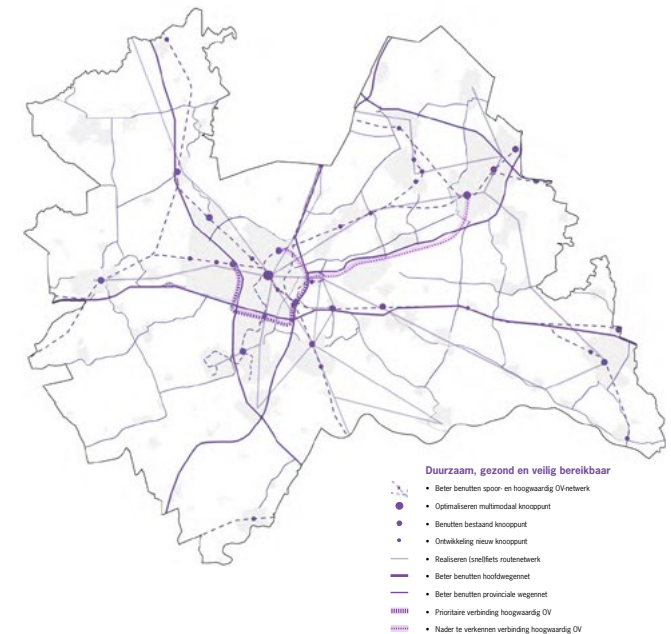 Duurzaam, gezond en veilig bereikbaar
• Beter benutten spoor- en hoogwaardig OV-netwerk
• Optimaliseren multimodaal knooppunt
• Benutten bestaand knooppunt
• Ontwikkeling nieuw knooppunt
• Realiseren (snel)fiets routenetwerk
• Beter benutten hoofdwegennet
• Beter benutten provinciale wegennet
• Prioritaire verbinding hoogwaardig OV
• Nader te verkennen verbinding hoogwaardig OV